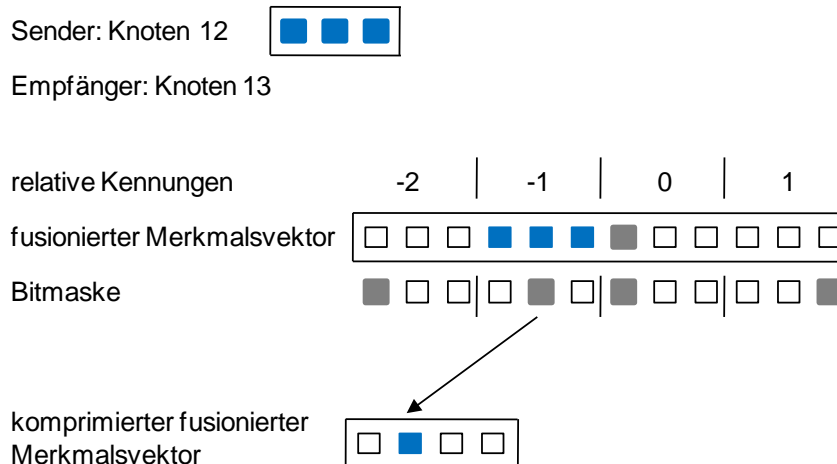 Sender: Knoten 12
Empfänger: Knoten 13
relative Kennungen -2 -1 0 1
fusionierter Merkmalsvektor
Bitmaske
komprimierter fusionierter
Merkmalsvektor